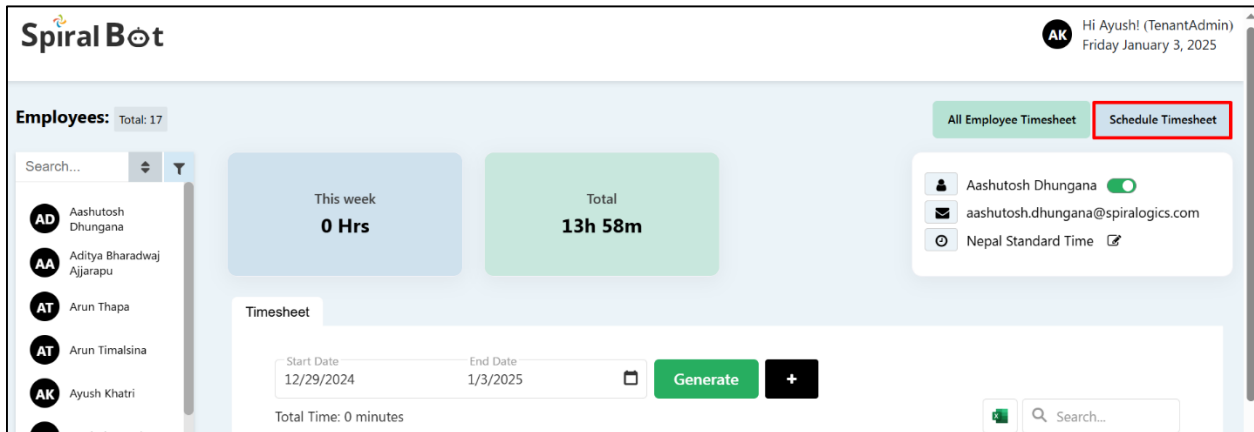 Spiral Bot
AK
Hi Ayush! (TenantAdmin)
Friday January 3, 2025
Employees: Total: 17
All Employee Timesheet
Schedule Timesheet
Search...
AD
Aashutosh
Dhungana
AA
Aditya Bharadwaj
Ajjarapu
AT
Arun Thapa
AT
Arun Timalsina
AK
Ayush Khatri
This week
0 Hrs
Total
13h 58m
Aashutosh Dhungana
aashutosh.dhungana@spiralogics.com
Nepal Standard Time
Timesheet
Start Date
12/29/2024
End Date
1/3/2025
Generate
+
Total Time: 0 minutes
Search...